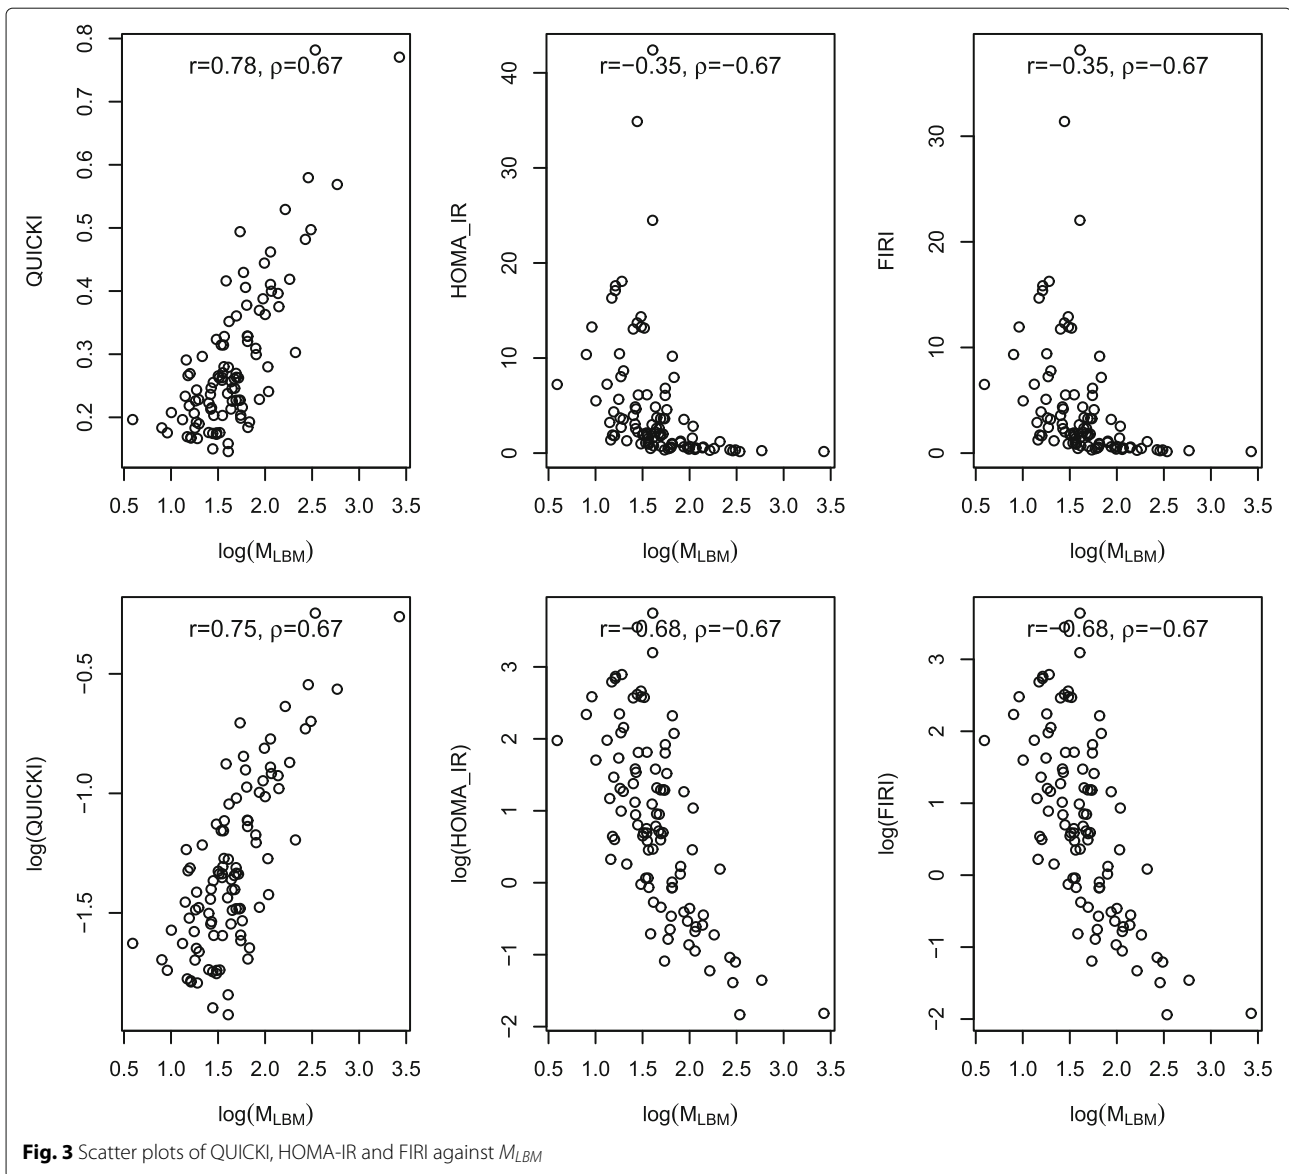 r=0.78, ρ=0.67
QUICKI
0.2 0.3 0.4 0.5 0.6 0.7 0.8
0.5 1.0 1.5 2.0 2.5 3.0 3.5
log(M_LBM)
r=−0.35, ρ=−0.67
HOMA_IR
0 10 20 30 40
0.5 1.0 1.5 2.0 2.5 3.0 3.5
log(M_LBM)
r=−0.35, ρ=−0.67
FIRI
0 10 20 30
0.5 1.0 1.5 2.0 2.5 3.0 3.5
log(M_LBM)
r=0.75, ρ=0.67
log(QUICKI)
−1.5 −1.0 −0.5
0.5 1.0 1.5 2.0 2.5 3.0 3.5
log(M_LBM)
r=−0.68, ρ=−0.67
log(HOMA_IR)
−2 −1 0 1 2 3
0.5 1.0 1.5 2.0 2.5 3.0 3.5
log(M_LBM)
r=−0.68, ρ=−0.67
log(FIRI)
−2 −1 0 1 2 3
0.5 1.0 1.5 2.0 2.5 3.0 3.5
log(M_LBM)
Fig. 3 Scatter plots of QUICKI, HOMA-IR and FIRI against M_LBM